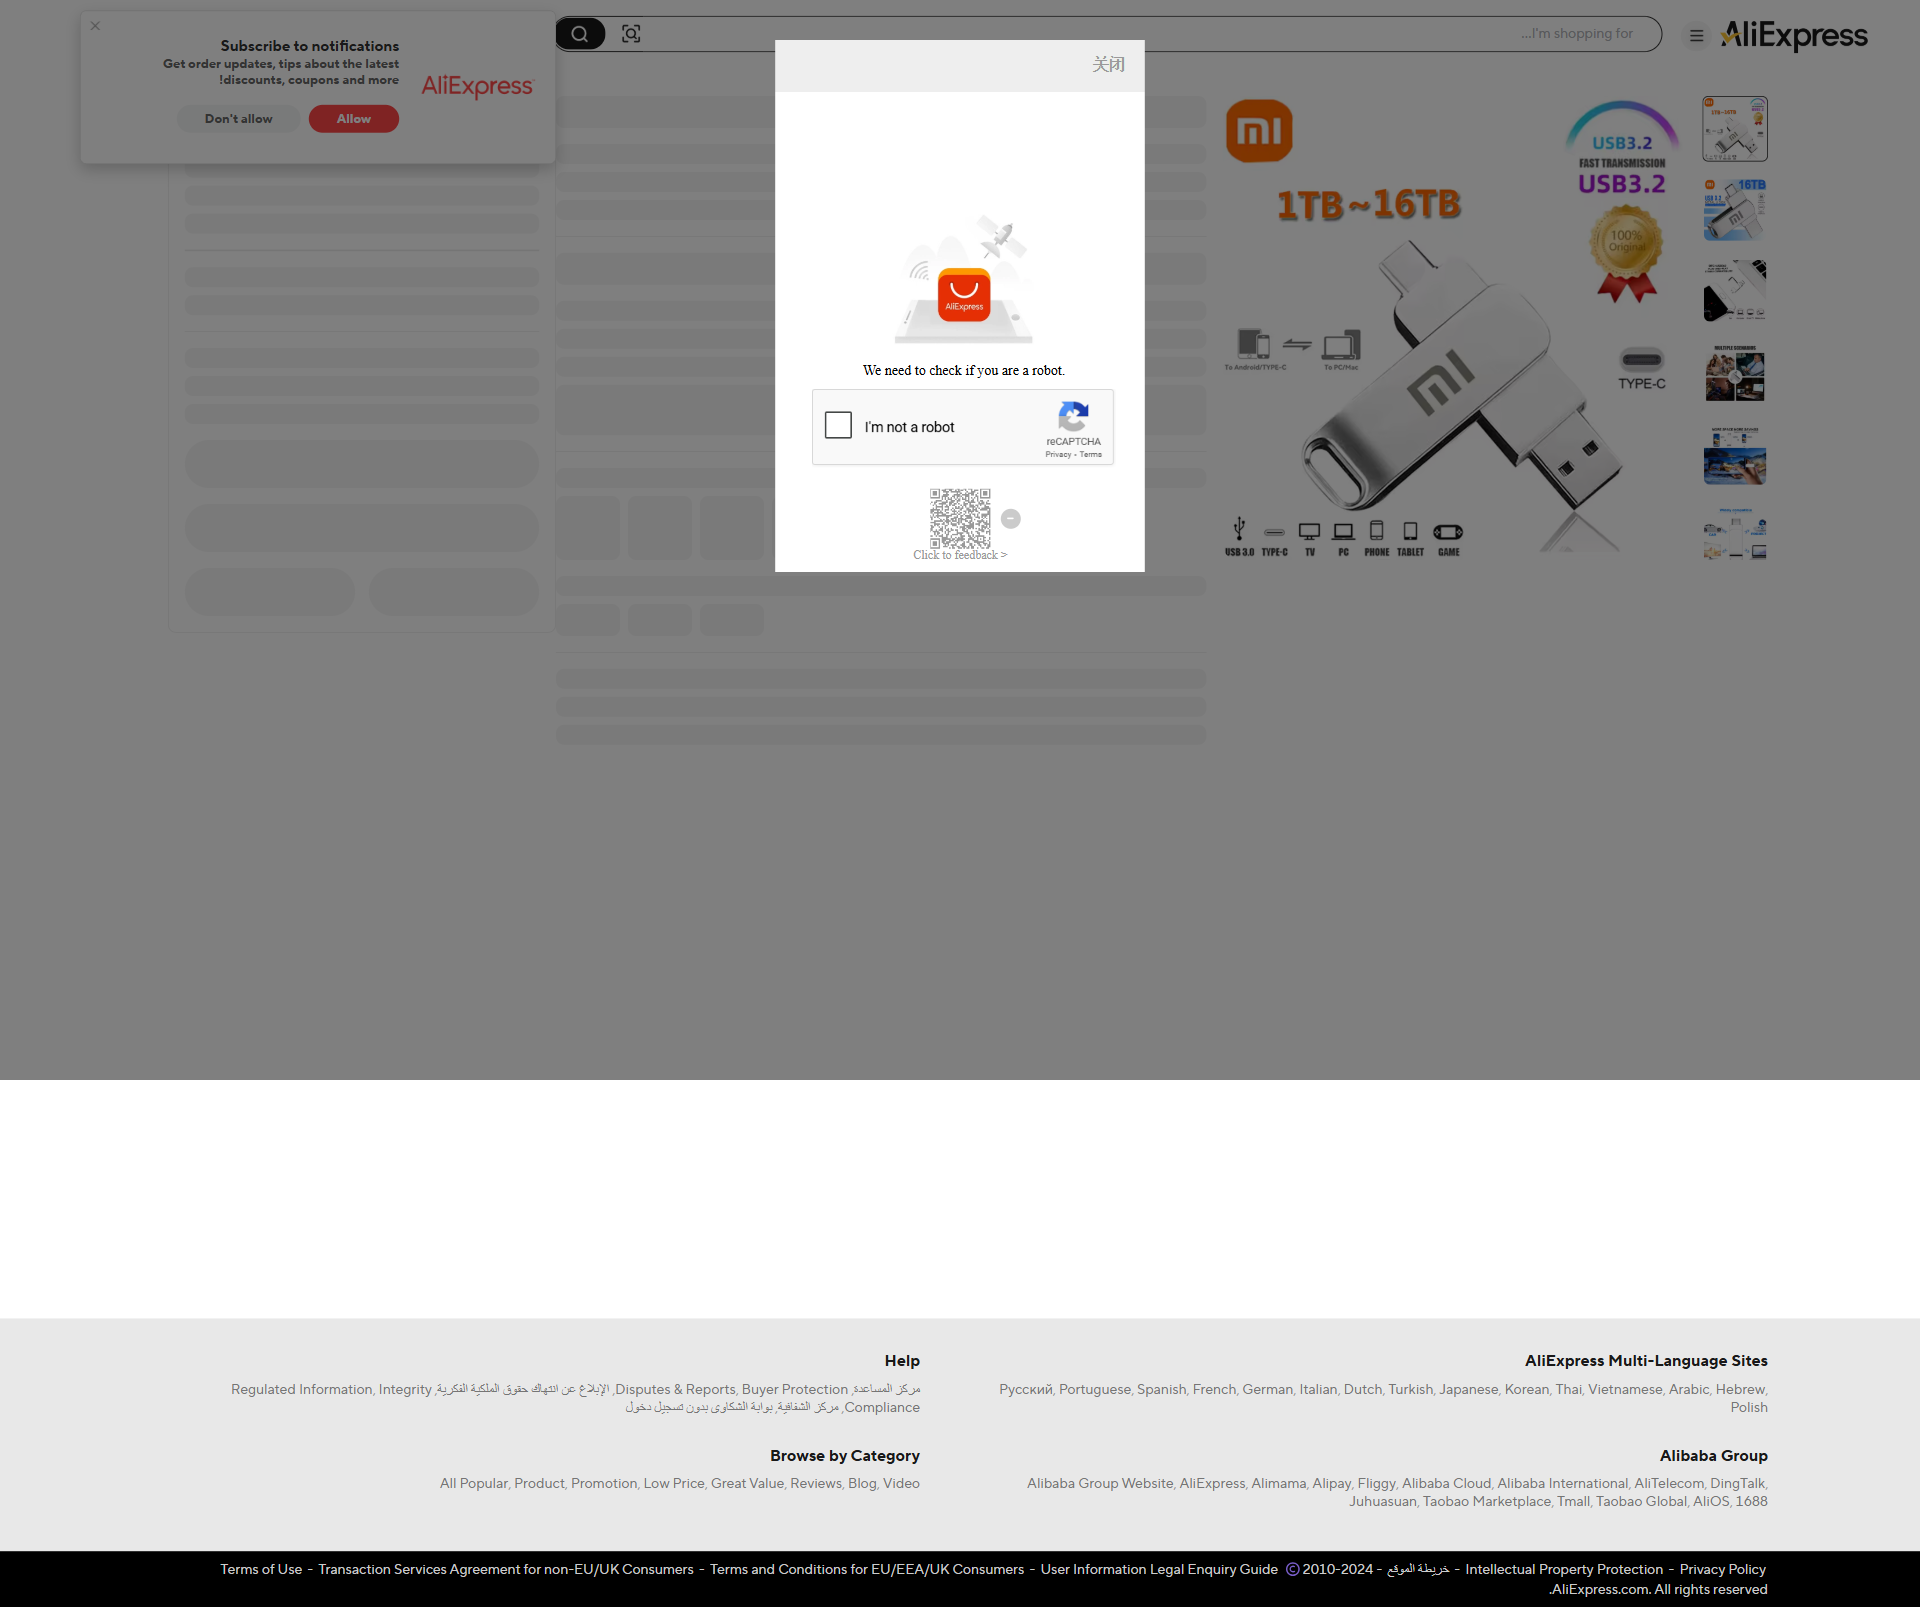 Subscribe to notifications
Get order updates, tips about the latest
discounts, coupons and more!
Don't allow
Allow
AliExpress
I'm shopping for...
AliExpress
关闭
AliExpress
We need to check if you are a robot.
I'm not a robot
reCAPTCHA
Privacy - Terms
Click to feedback >
mi
1TB~16TB
USB3.2
FAST TRANSMISSION
USB3.2
100%
Original
To Android/TYPE-C
To PC/Mac
mi
TYPE-C
USB 3.0
TYPE-C
TV
PC
PHONE
TABLET
GAME
1TB~16TB
16TB
AliExpress Multi-Language Sites
Русский, Portuguese, Spanish, French, German, Italian, Dutch, Turkish, Japanese, Korean, Thai, Vietnamese, Arabic, Hebrew,
Polish
Help
مركز المساعدة, Disputes & Reports, Buyer Protection, الإبلاغ عن انتهاك حقوق الملكية الفكرية, Regulated Information, Integrity
Compliance, مركز الشفافية, بوابة الشكاوى بدون تسجيل دخول
Alibaba Group
Alibaba Group Website, AliExpress, Alimama, Alipay, Fliggy, Alibaba Cloud, Alibaba International, AliTelecom, DingTalk,
Juhuasuan, Taobao Marketplace, Tmall, Taobao Global, AliOS, 1688
Browse by Category
All Popular, Product, Promotion, Low Price, Great Value, Reviews, Blog, Video
Terms of Use - Transaction Services Agreement for non-EU/UK Consumers - Terms and Conditions for EU/EEA/UK Consumers - User Information Legal Enquiry Guide © 2010-2024 - خريطة الموقع - Intellectual Property Protection - Privacy Policy
AliExpress.com. All rights reserved.